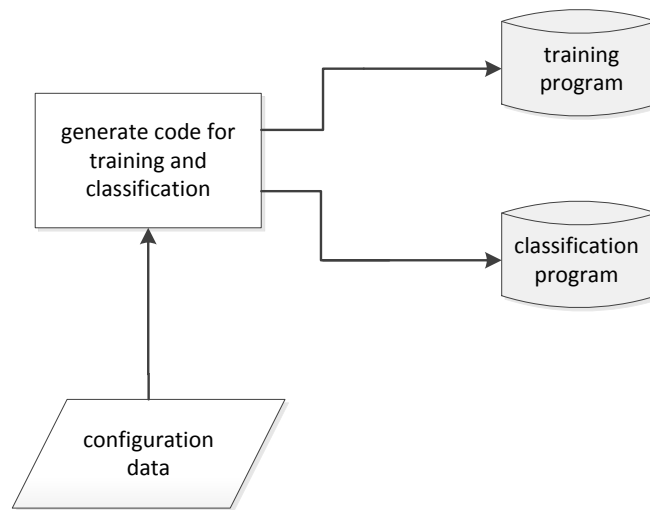 training
program
generate code for
training and
classification
classification
program
configuration
data